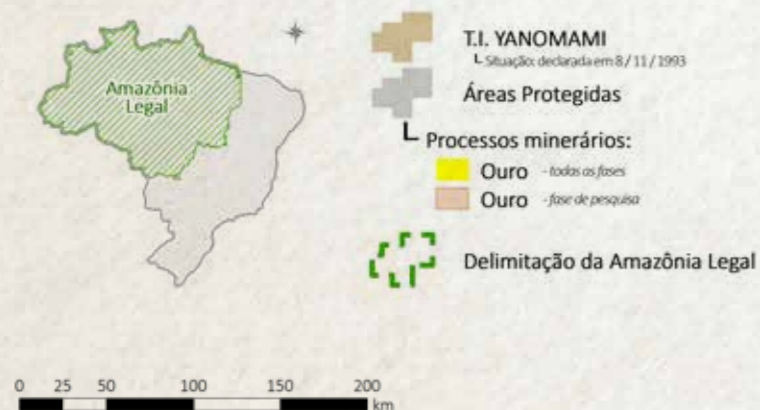 Amazônia
Legal
T.I. YANOMAMI
Situação: declarada em 8 / 11 / 1993
Áreas Protegidas
Processos minerários:
Ouro - todas as fases
Ouro - fase de pesquisa
Delimitação da Amazônia Legal
0 25 50 100 150 200
km